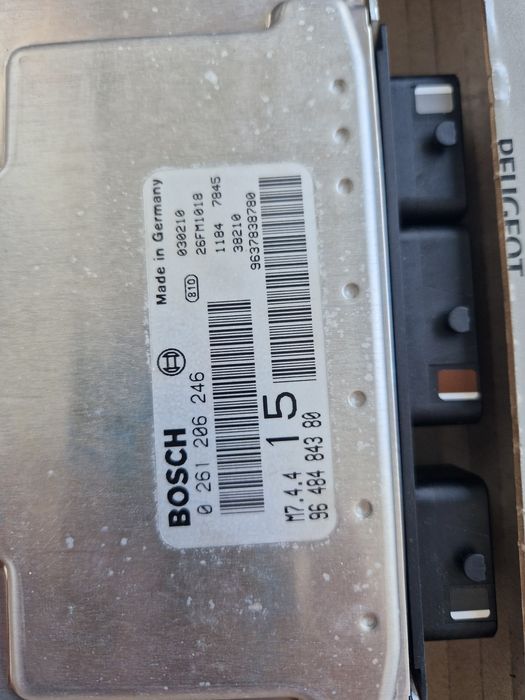 BOSCH
0 261 206 246
810
Made in Germany
030210
26FM1018
1184 7845
38210
9637838780
M7.4.4
15
96 484 843 80
PEUGEOT